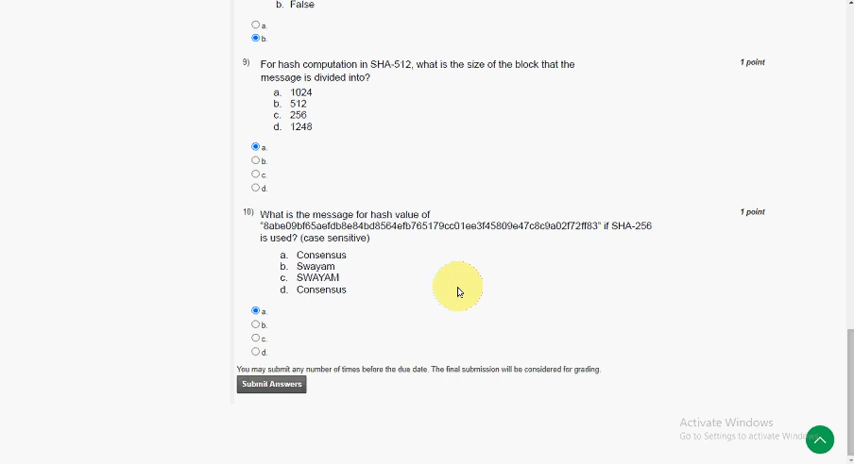 b. False
a.
b.
9) For hash computation in SHA-512, what is the size of the block that the 1 point
message is divided into?
a. 1024
b. 512
c. 256
d. 1248
a.
b.
c.
d.
10) What is the message for hash value of 1 point
"8abe09bf65aefdb8e84bd8564efb765179cc01ee3f45809e47c8c9a02f72ff83" if SHA-256
is used? (case sensitive)
a. Consensus
b. Swayam
c. SWAYAM
d. Consensus
a.
b.
c.
d.
You may submit any number of times before the due date. The final submission will be considered for grading.
Submit Answers
Activate Windows
Go to Settings to activate Windows